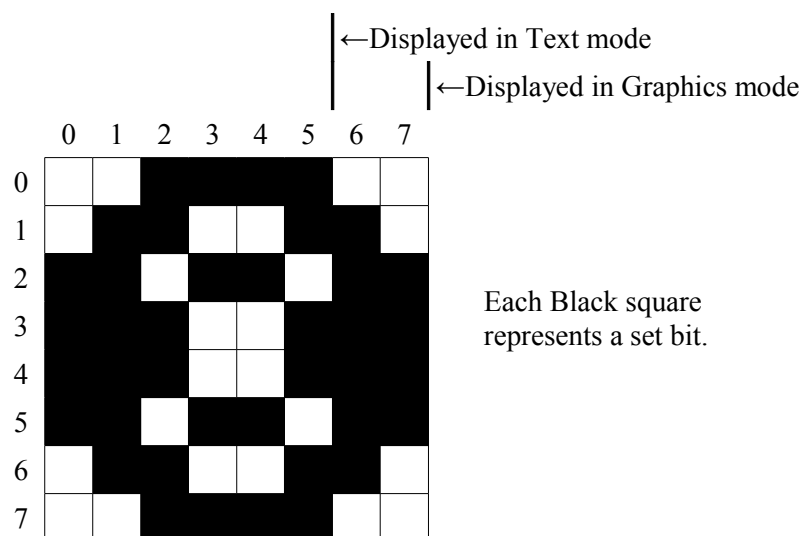 ←Displayed in Text mode
←Displayed in Graphics mode
0 1 2 3 4 5 6 7
0
1
2
Each Black square
3
represents a set bit.
4
5
6
7